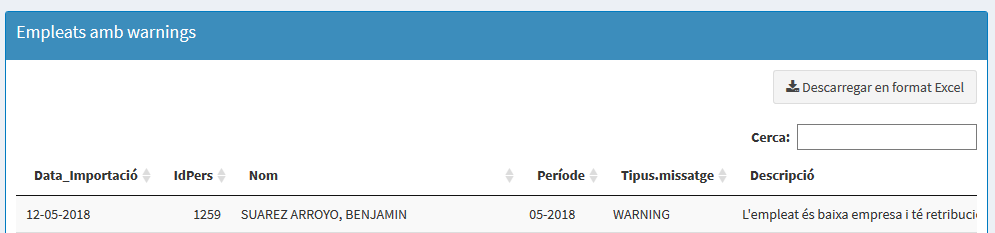 Empleats amb warnings
Descarregar en format Excel
Cerca:
Data_Importació IdPers Nom Període Tipus.missatge Descripció
12-05-2018 1259 SUAREZ ARROYO, BENJAMIN 05-2018 WARNING L'empleat és baixa empresa i té